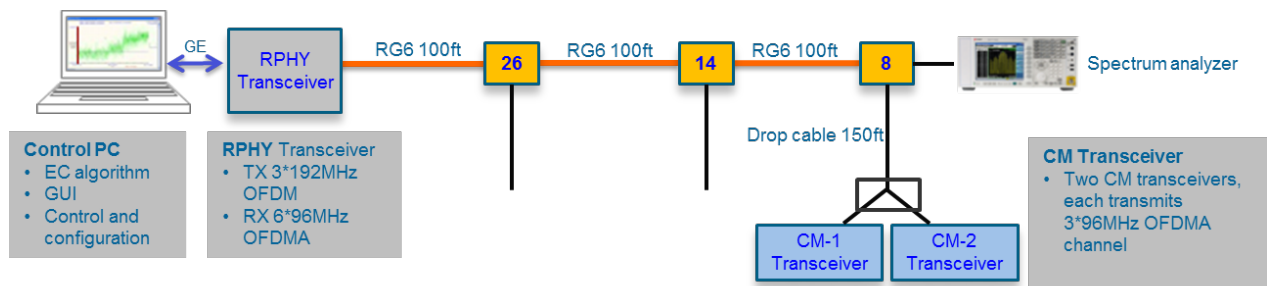 GE
RPHY
Transceiver
RG6 100ft
26
RG6 100ft
14
RG6 100ft
8
Spectrum analyzer
Drop cable 150ft
Control PC
• EC algorithm
• GUI
• Control and
configuration
RPHY Transceiver
• TX 3*192MHz
OFDM
• RX 6*96MHz
OFDMA
CM-1
Transceiver
CM-2
Transceiver
CM Transceiver
• Two CM transceivers,
each transmits
3*96MHz OFDMA
channel